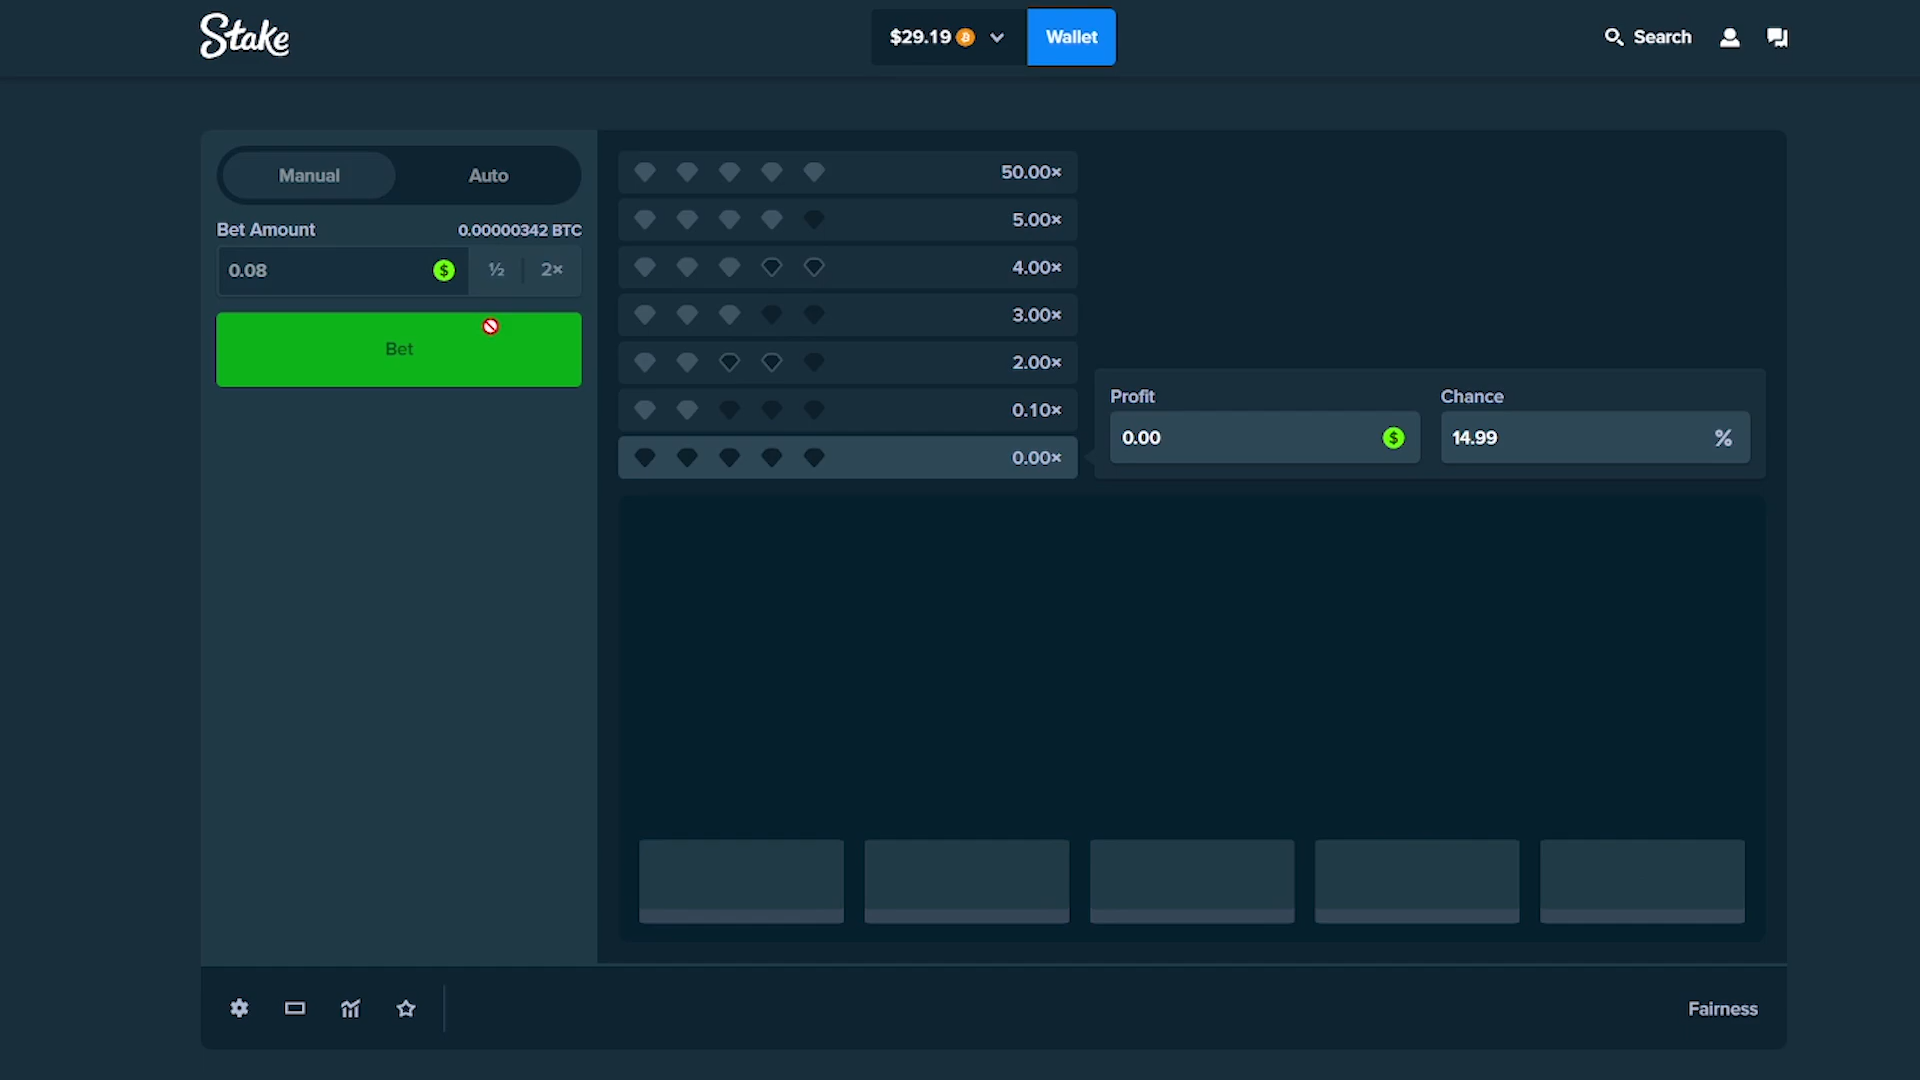 Stake
$29.19
Wallet
Search
Manual
Auto
Bet Amount
0.00000342 BTC
0.08
$
½
2×
Bet
50.00×
5.00×
4.00×
3.00×
2.00×
0.10×
0.00×
Profit
Chance
0.00
$
14.99
%
Fairness